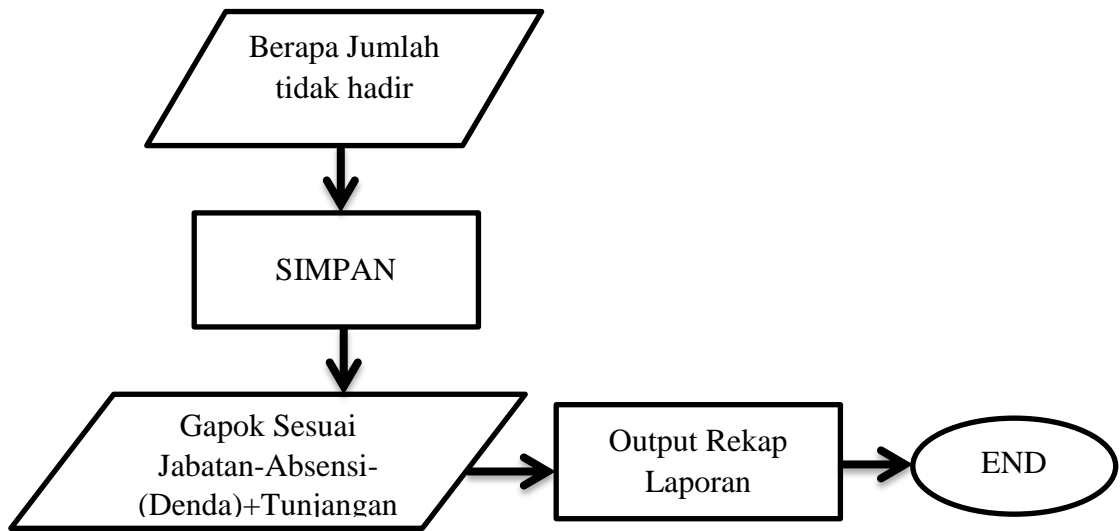 Berapa Jumlah
tidak hadir
SIMPAN
Gapok Sesuai
Jabatan-Absensi-
(Denda)+Tunjangan
Output Rekap
Laporan
END